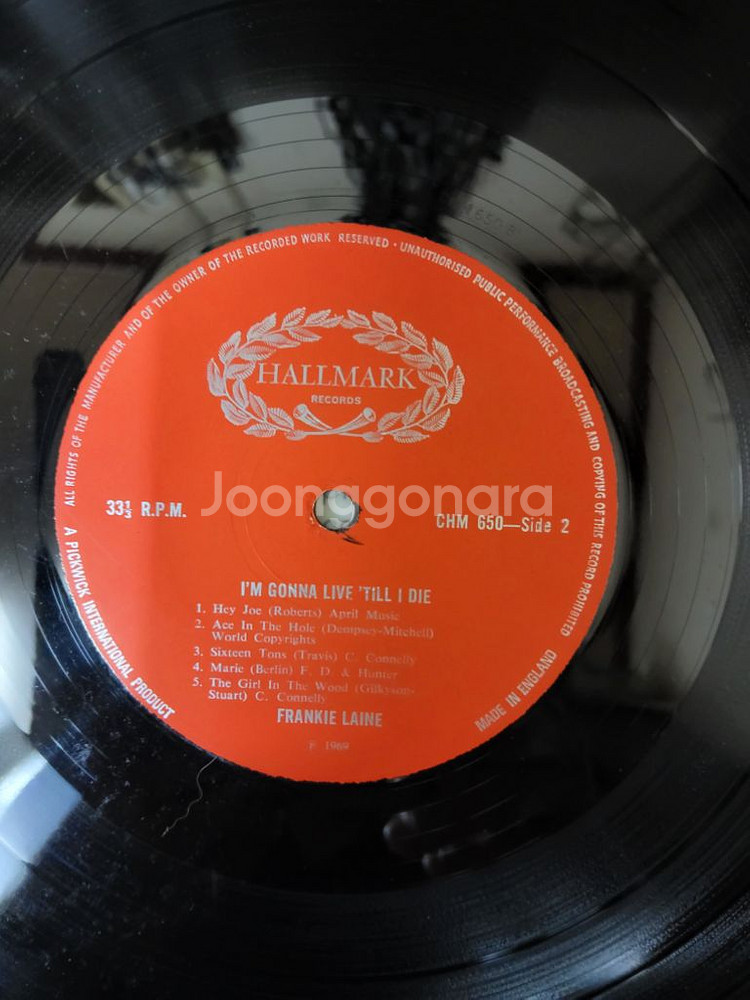 ALL RIGHTS OF THE MANUFACTURER AND OF THE OWNER OF THE RECORDED WORK RESERVED · UNAUTHORISED PUBLIC PERFORMANCE BROADCASTING AND COPYING OF THIS RECORD PROHIBITED
HALLMARK
RECORDS
33⅓ R.P.M.
Joonggonara
CHM 650—Side 2
I'M GONNA LIVE 'TILL I DIE
1. Hey Joe (Roberts) April Music
2. Ace In The Hole (Dempsey-Mitchell)
World Copyrights
3. Sixteen Tons (Travis) C. Connelly
4. Marie (Berlin) F. D. & Hunter
5. The Girl In The Wood (Gilkyson-
Stuart) C. Connelly
FRANKIE LAINE
P 1969
A PICKWICK INTERNATIONAL PRODUCT
MADE IN ENGLAND